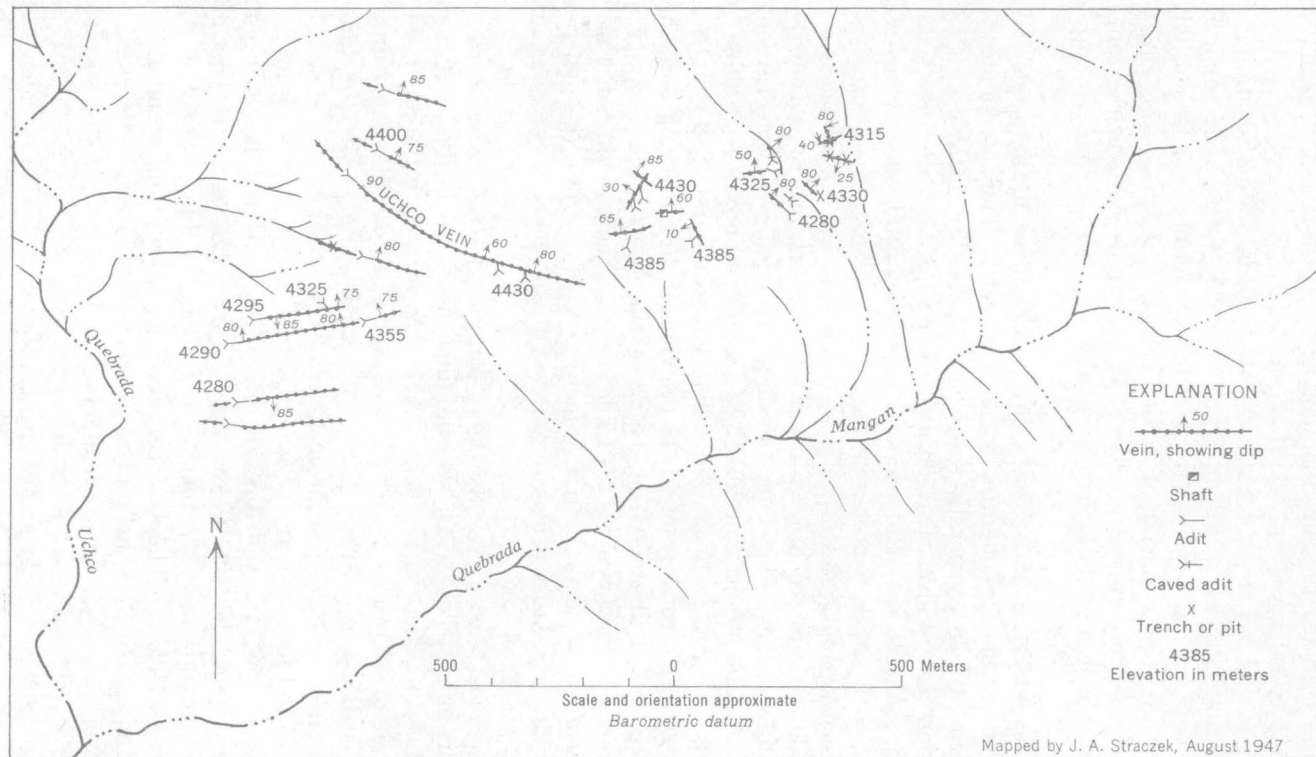 85
4400
75
90
UCHCO VEIN
60
80
4430
80
4325
75
4295
80
85
80
75
4355
4290
4280
85
85
30
4430
60
65
10
4385
4385
80
50
4325
80
4280
80
40
4315
25
80
4330
Quebrada
Uchco
Quebrada
Mangan
N
EXPLANATION
50
Vein, showing dip
Shaft
Adit
Caved adit
X
Trench or pit
4385
Elevation in meters
500 0 500 Meters
Scale and orientation approximate
Barometric datum
Mapped by J. A. Straczek, August 1947